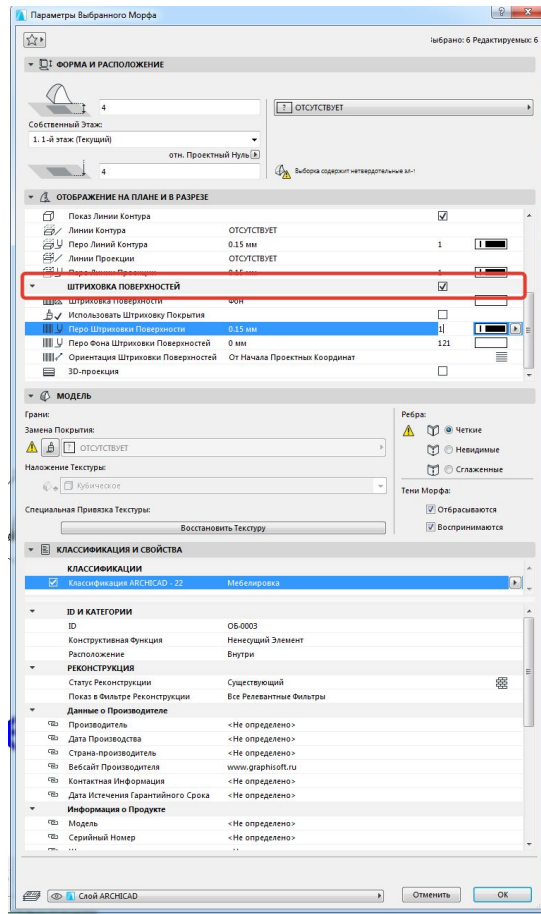 Параметры Выбранного Морфа
Выбрано: 6 Редактируемых: 6
ФОРМА И РАСПОЛОЖЕНИЕ
4
? ОТСУТСТВУЕТ
Собственный Этаж:
1. 1-й этаж (Текущий)
отн. Проектный Нуль
4
Выборка содержит нетвердотельные эл-
ОТОБРАЖЕНИЕ НА ПЛАНЕ И В РАЗРЕЗЕ
Показ Линии Контура
Линии Контура ОТСУТСТВУЕТ
Перо Линий Контура 0.15 мм 1
Линии Проекции ОТСУТСТВУЕТ
Перо Линии Проекции 0.15 мм 1
ШТРИХОВКА ПОВЕРХНОСТЕЙ
Штриховка Поверхности Фон
Использовать Штриховку Покрытия
Перо Штриховки Поверхности 0.15 мм 1
Перо Фона Штриховки Поверхностей 0 мм 121
Ориентация Штриховки Поверхностей От Начала Проектных Координат
3D-проекция
МОДЕЛЬ
Грани:
Ребра:
Замена Покрытия:
Четкие
? ОТСУТСТВУЕТ
Невидимые
Наложение Текстуры:
Сглаженные
Кубическое
Тени Морфа:
Специальная Привязка Текстуры:
Отбрасываются
Восстановить Текстуру
Воспринимаются
КЛАССИФИКАЦИЯ И СВОЙСТВА
КЛАССИФИКАЦИИ
Классификация ARCHICAD - 22 Мебелировка
ID И КАТЕГОРИИ
ID ОБ-0003
Конструктивная Функция Ненесущий Элемент
Расположение Внутри
РЕКОНСТРУКЦИЯ
Статус Реконструкции Существующий
Показ в Фильтре Реконструкции Все Релевантные Фильтры
Данные о Производителе
Производитель <Не определено>
Дата Производства <Не определено>
Страна-производитель <Не определено>
Вебсайт Производителя www.graphisoft.ru
Контактная Информация <Не определено>
Дата Истечения Гарантийного Срока <Не определено>
Информация о Продукте
Модель <Не определено>
Серийный Номер <Не определено>
Слой ARCHICAD
Отменить
OK